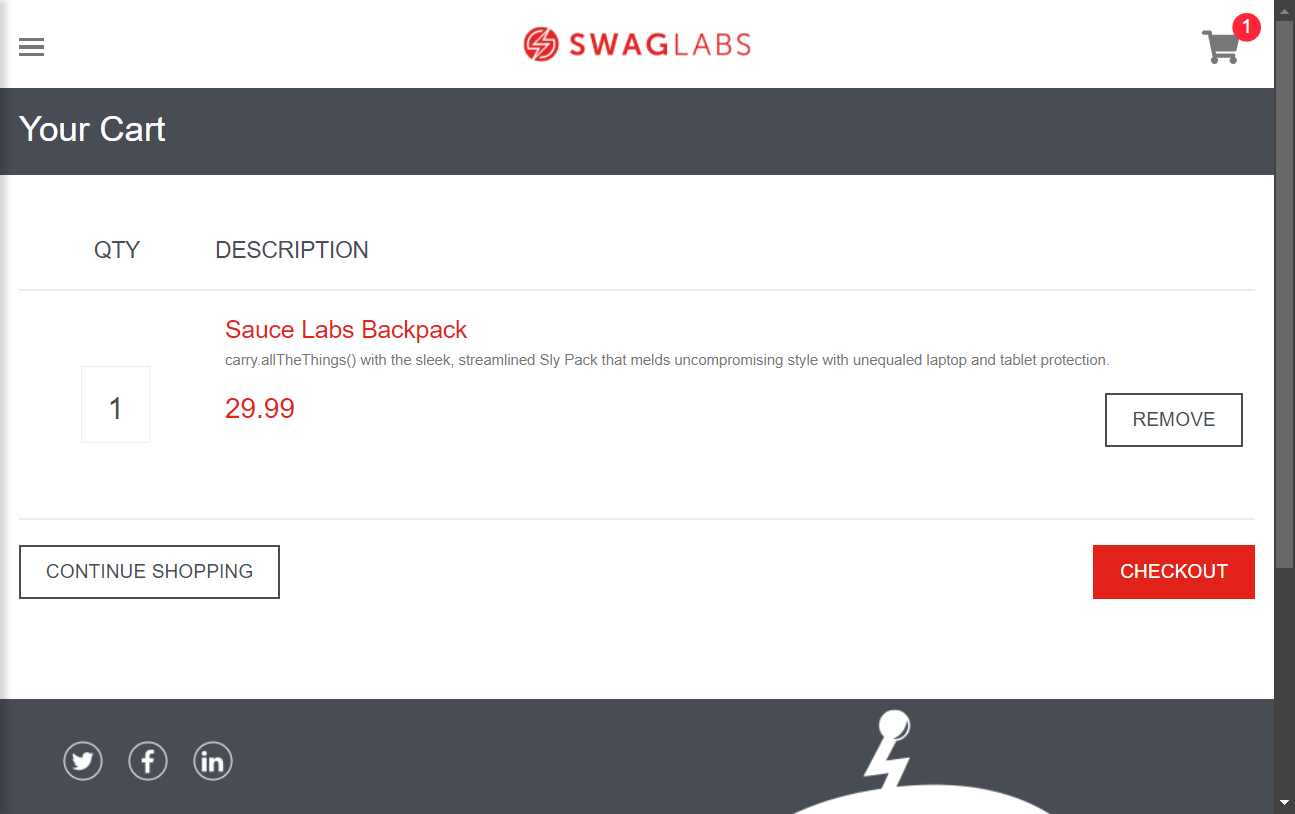 SWAGLABS
1
Your Cart
QTY DESCRIPTION
Sauce Labs Backpack
carry.allTheThings() with the sleek, streamlined Sly Pack that melds uncompromising style with unequaled laptop and tablet protection.
1
29.99
REMOVE
CONTINUE SHOPPING
CHECKOUT
in